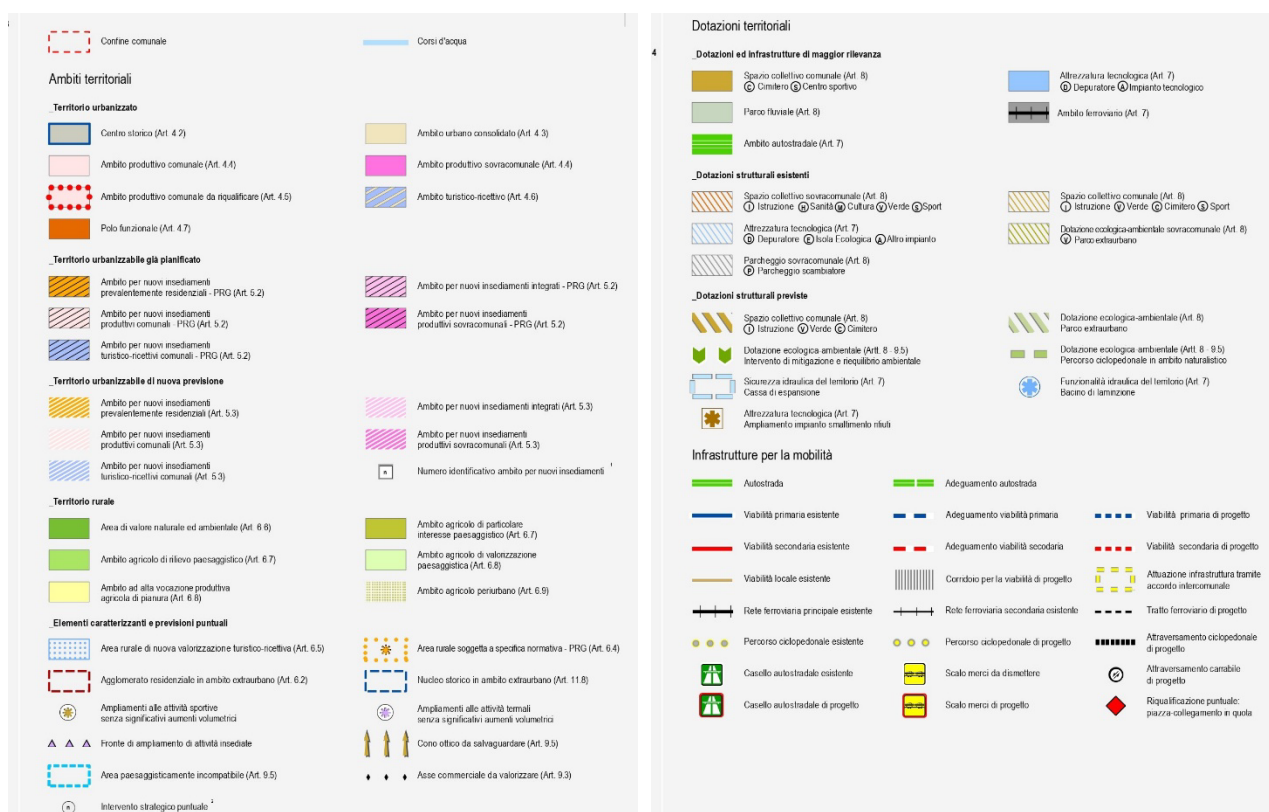 Confine comunale
Corsi d'acqua
Ambiti territoriali
_Territorio urbanizzato
Centro storico (Art. 4.2)
Ambito urbano consolidato (Art. 4.3)
Ambito produttivo comunale (Art. 4.4)
Ambito produttivo sovracomunale (Art. 4.4)
Ambito produttivo comunale da riqualificare (Art. 4.5)
Ambito turistico-ricettivo (Art. 4.6)
Polo funzionale (Art. 4.7)
_Territorio urbanizzabile già pianificato
Ambito per nuovi insediamenti
prevalentemente residenziali - PRG (Art. 5.2)
Ambito per nuovi insediamenti integrati - PRG (Art. 5.2)
Ambito per nuovi insediamenti
produttivi comunali - PRG (Art. 5.2)
Ambito per nuovi insediamenti
produttivi sovracomunali - PRG (Art. 5.2)
Ambito per nuovi insediamenti
turistico-ricettivi comunali - PRG (Art. 5.2)
_Territorio urbanizzabile di nuova previsione
Ambito per nuovi insediamenti
prevalentemente residenziali (Art. 5.3)
Ambito per nuovi insediamenti integrati (Art. 5.3)
Ambito per nuovi insediamenti
produttivi comunali (Art. 5.3)
Ambito per nuovi insediamenti
produttivi sovracomunali (Art. 5.3)
Ambito per nuovi insediamenti
turistico-ricettivi comunali (Art. 5.3)
n Numero identificativo ambito per nuovi insediamenti 1
_Territorio rurale
Area di valore naturale ed ambientale (Art. 6.6)
Ambito agricolo di particolare
interesse paesaggistico (Art. 6.7)
Ambito agricolo di rilievo paesaggistico (Art. 6.7)
Ambito agricolo di valorizzazione
paesaggistica (Art. 6.8)
Ambito ad alta vocazione produttiva
agricola di pianura (Art. 6.8)
Ambito agricolo periurbano (Art. 6.9)
_Elementi caratterizzanti e previsioni puntuali
Area rurale di nuova valorizzazione turistico-ricettiva (Art. 6.5)
Area rurale soggetta a specifica normativa - PRG (Art. 6.4)
Agglomerato residenziale in ambito extraurbano (Art. 6.2)
Nucleo storico in ambito extraurbano (Art. 11.8)
Ampliamenti alle attività sportive
senza significativi aumenti volumetrici
Ampliamenti alle attività termali
senza significativi aumenti volumetrici
Fronte di ampliamento di attività insediate
Cono ottico da salvaguardare (Art. 9.5)
Area paesaggisticamente incompatibile (Art. 9.5)
Asse commerciale da valorizzare (Art. 9.3)
n Intervento strategico puntuale 2
Dotazioni territoriali
4
_Dotazioni ed infrastrutture di maggior rilevanza
Spazio collettivo comunale (Art. 8)
C Cimitero S Centro sportivo
Attrezzatura tecnologica (Art. 7)
D Depuratore A Impianto tecnologico
Parco fluviale (Art. 8)
Ambito ferroviario (Art. 7)
Ambito autostradale (Art. 7)
_Dotazioni strutturali esistenti
Spazio collettivo sovracomunale (Art. 8)
I Istruzione H Sanità M Cultura V Verde S Sport
Spazio collettivo comunale (Art. 8)
I Istruzione V Verde C Cimitero S Sport
Attrezzatura tecnologica (Art. 7)
D Depuratore E Isola Ecologica A Altro impianto
Dotazione ecologica-ambientale sovracomunale (Art. 8)
V Parco extraurbano
Parcheggio sovracomunale (Art. 8)
P Parcheggio scambiatore
_Dotazioni strutturali previste
Spazio collettivo comunale (Art. 8)
I Istruzione V Verde C Cimitero
Dotazione ecologica-ambientale (Art. 8)
Parco extraurbano
Dotazione ecologica-ambientale (Artt. 8 - 9.5)
Intervento di mitigazione e riequilibrio ambientale
Dotazione ecologica-ambientale (Artt. 8 - 9.5)
Percorso ciclopedonale in ambito naturalistico
Sicurezza idraulica del territorio (Art. 7)
Cassa di espansione
Funzionalità idraulica del territorio (Art. 7)
Bacino di laminzione
Attrezzatura tecnologica (Art. 7)
Ampliamento impianto smaltimento rifiuti
Infrastrutture per la mobilità
Autostrada
Adeguamento autostrada
Viabilità primaria esistente
Adeguamento viabilità primaria
Viabilità primaria di progetto
Viabilità secondaria esistente
Adeguamento viabilità secodaria
Viabilità secondaria di progetto
Viabilità locale esistente
Corridoio per la viabilità di progetto
Attuazione infrastruttura tramite
accordo intercomunale
Rete ferroviaria principale esistente
Rete ferroviaria secondaria esistente
Tratto ferroviario di progetto
Percorso ciclopedonale esistente
Percorso ciclopedonale di progetto
Attraversamento ciclopedonale
di progetto
Casello autostradale esistente
Scalo merci da dismettere
Attraversamento carrabile
di progetto
Casello autostradale di progetto
Scalo merci di progetto
Riqualificazione puntuale:
piazza-collegamento in quota